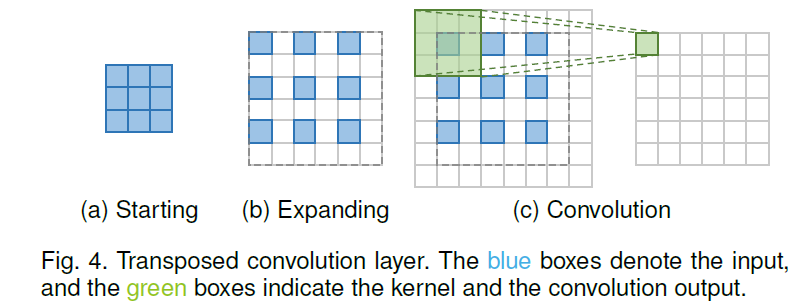 (a) Starting (b) Expanding (c) Convolution
Fig. 4. Transposed convolution layer. The blue boxes denote the input,
and the green boxes indicate the kernel and the convolution output.